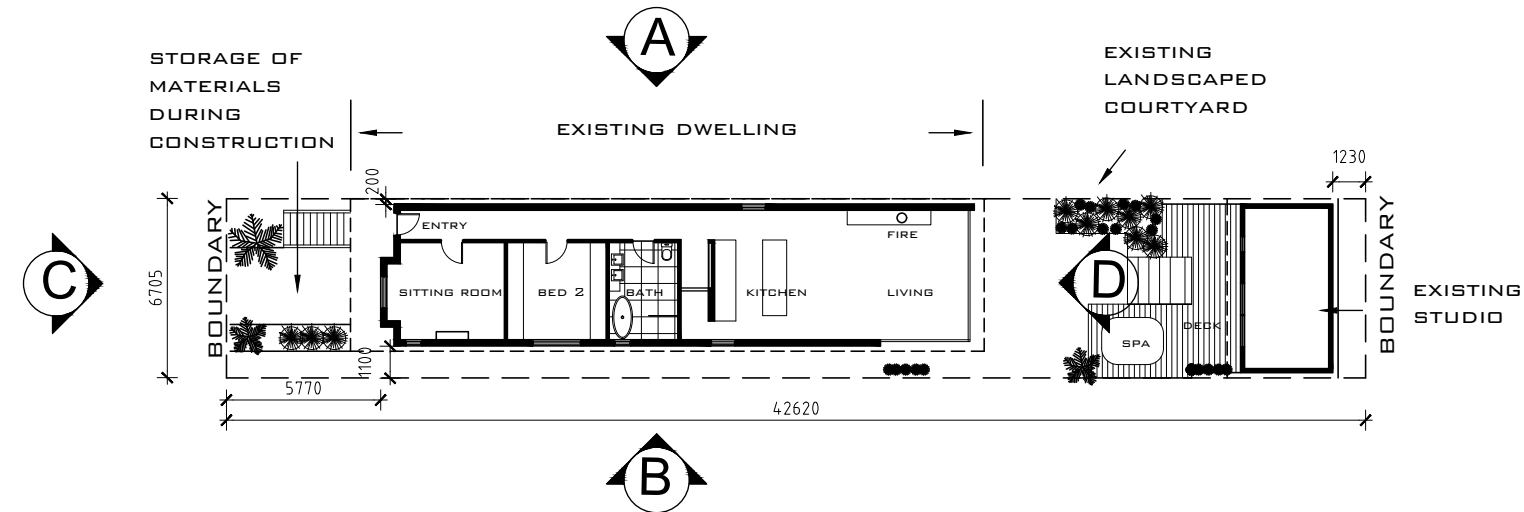 A
STORAGE OF
MATERIALS
DURING
CONSTRUCTION
EXISTING
LANDSCAPED
COURTYARD
EXISTING DWELLING
1230
200
BOUNDARY
BOUNDARY
ENTRY
FIRE
6705
C
D
SITTING ROOM
BED 2
BATH
KITCHEN
LIVING
EXISTING
STUDIO
DECK
SPA
1100
5770
42620
B